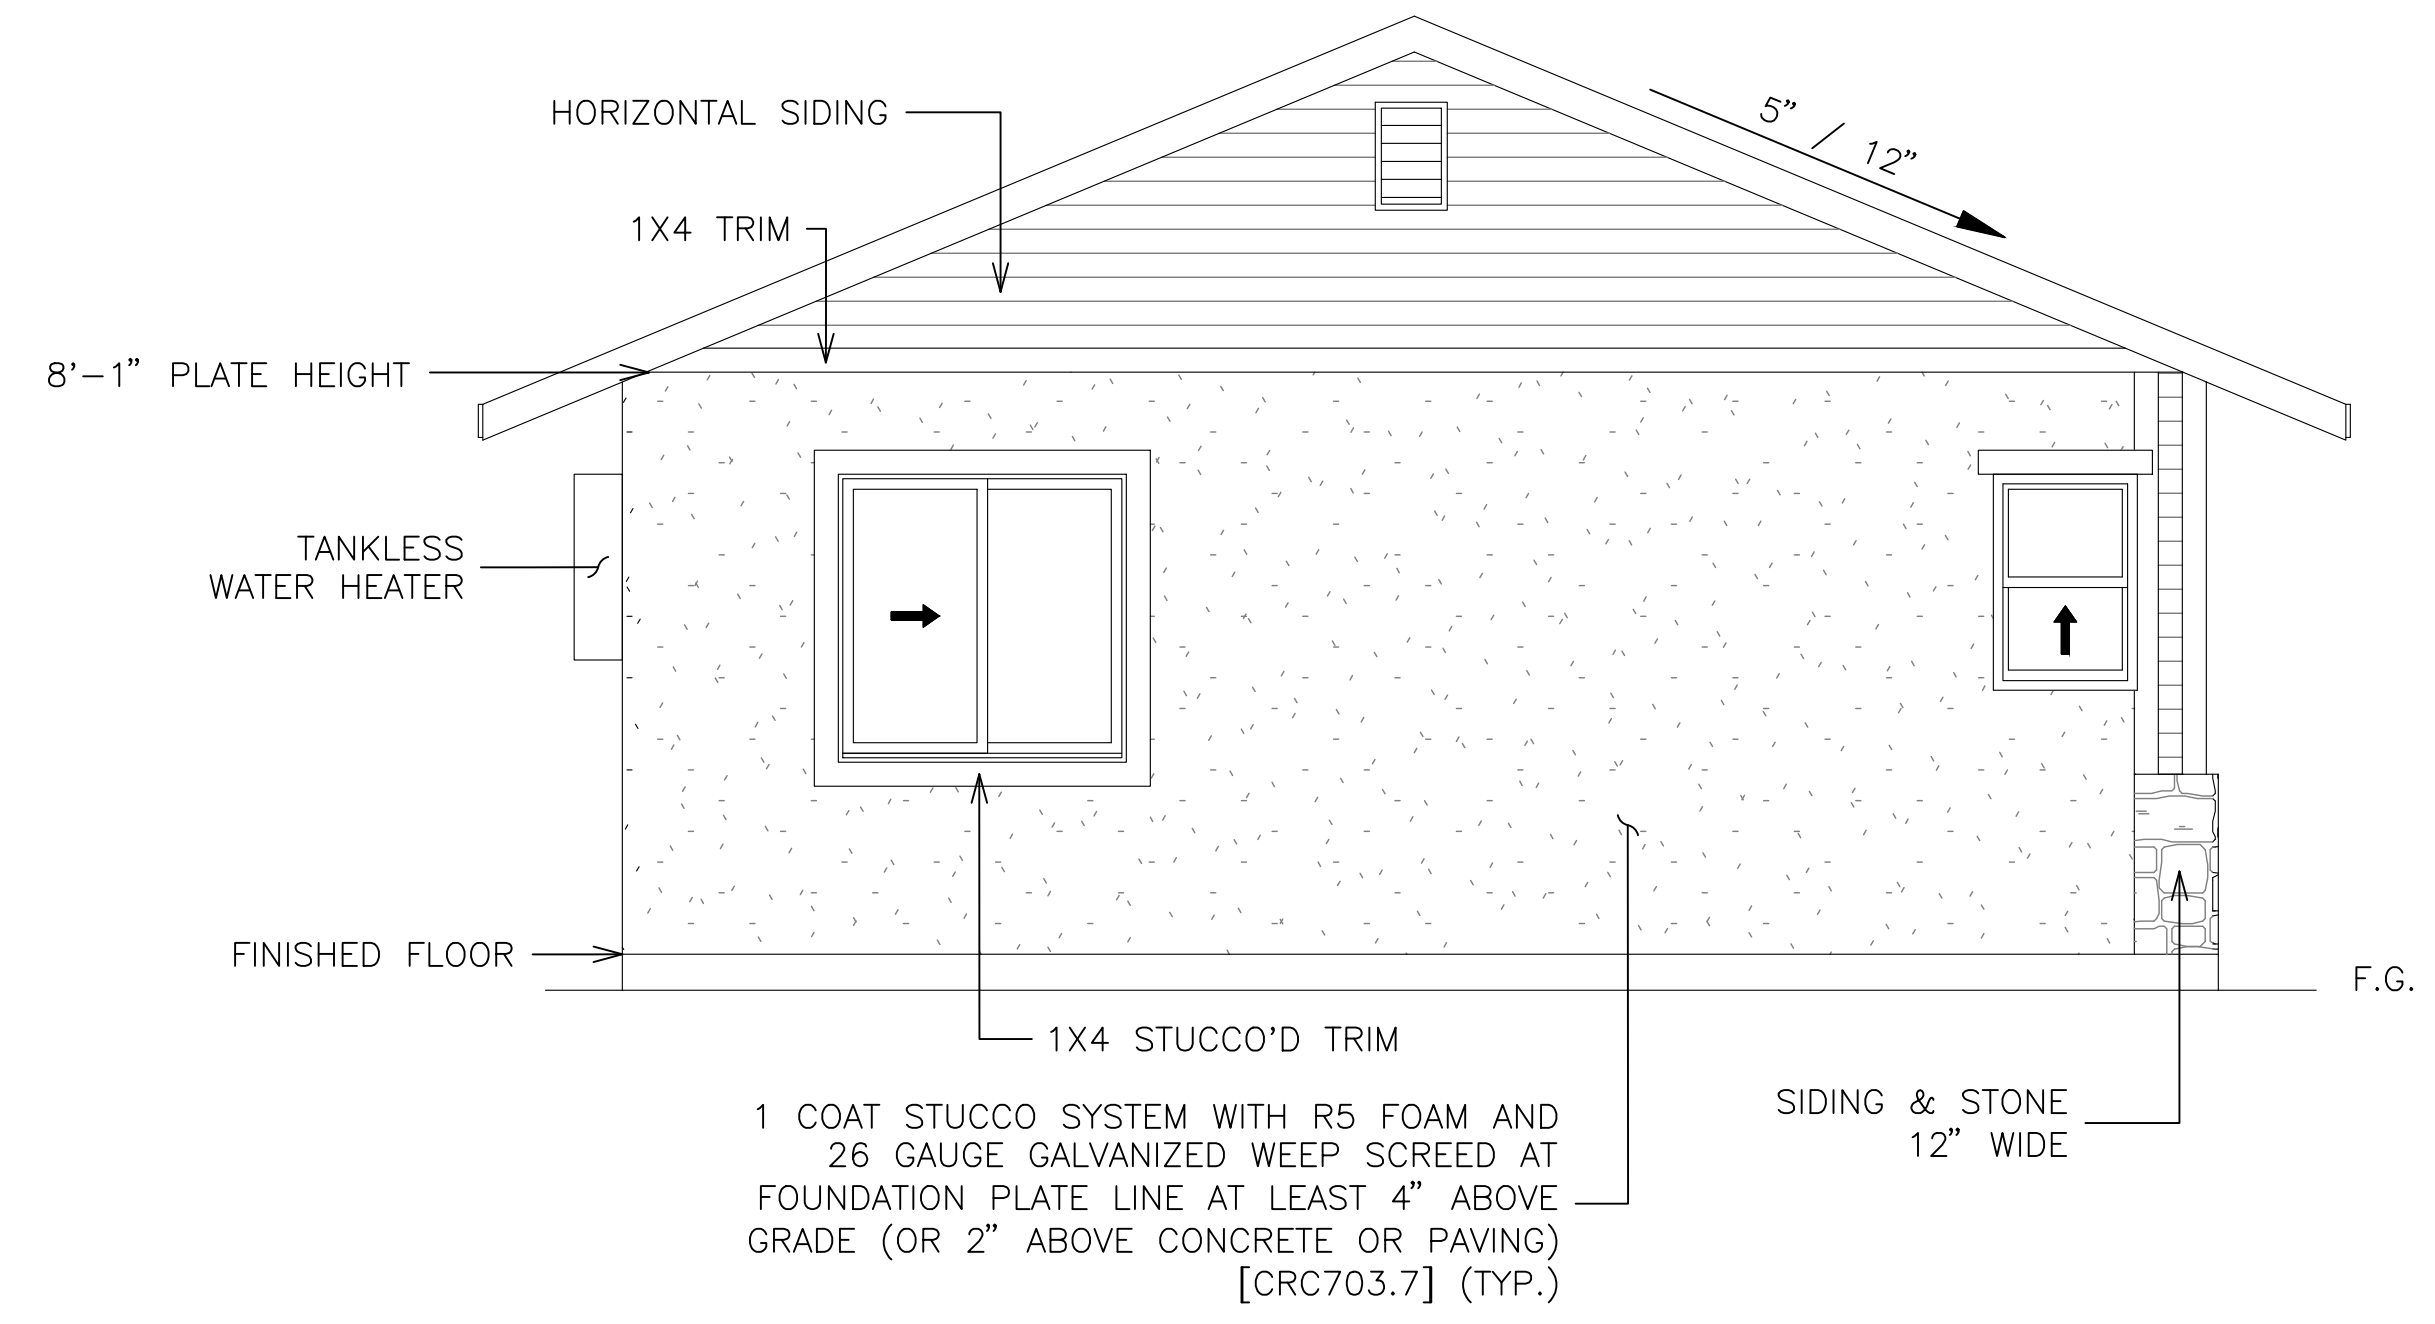 HORIZONTAL SIDING
5” / 12”
1X4 TRIM
8’-1” PLATE HEIGHT
TANKLESS
WATER HEATER
FINISHED FLOOR
F.G.
1X4 STUCCO’D TRIM
1 COAT STUCCO SYSTEM WITH R5 FOAM AND
26 GAUGE GALVANIZED WEEP SCREED AT
FOUNDATION PLATE LINE AT LEAST 4” ABOVE
GRADE (OR 2” ABOVE CONCRETE OR PAVING)
[CRC703.7] (TYP.)
SIDING & STONE
12” WIDE